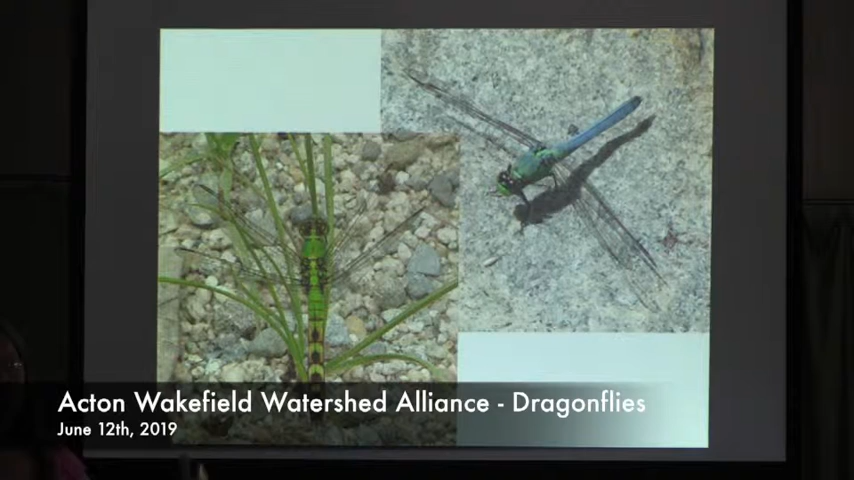 Acton Wakefield Watershed Alliance - Dragonflies
June 12th, 2019